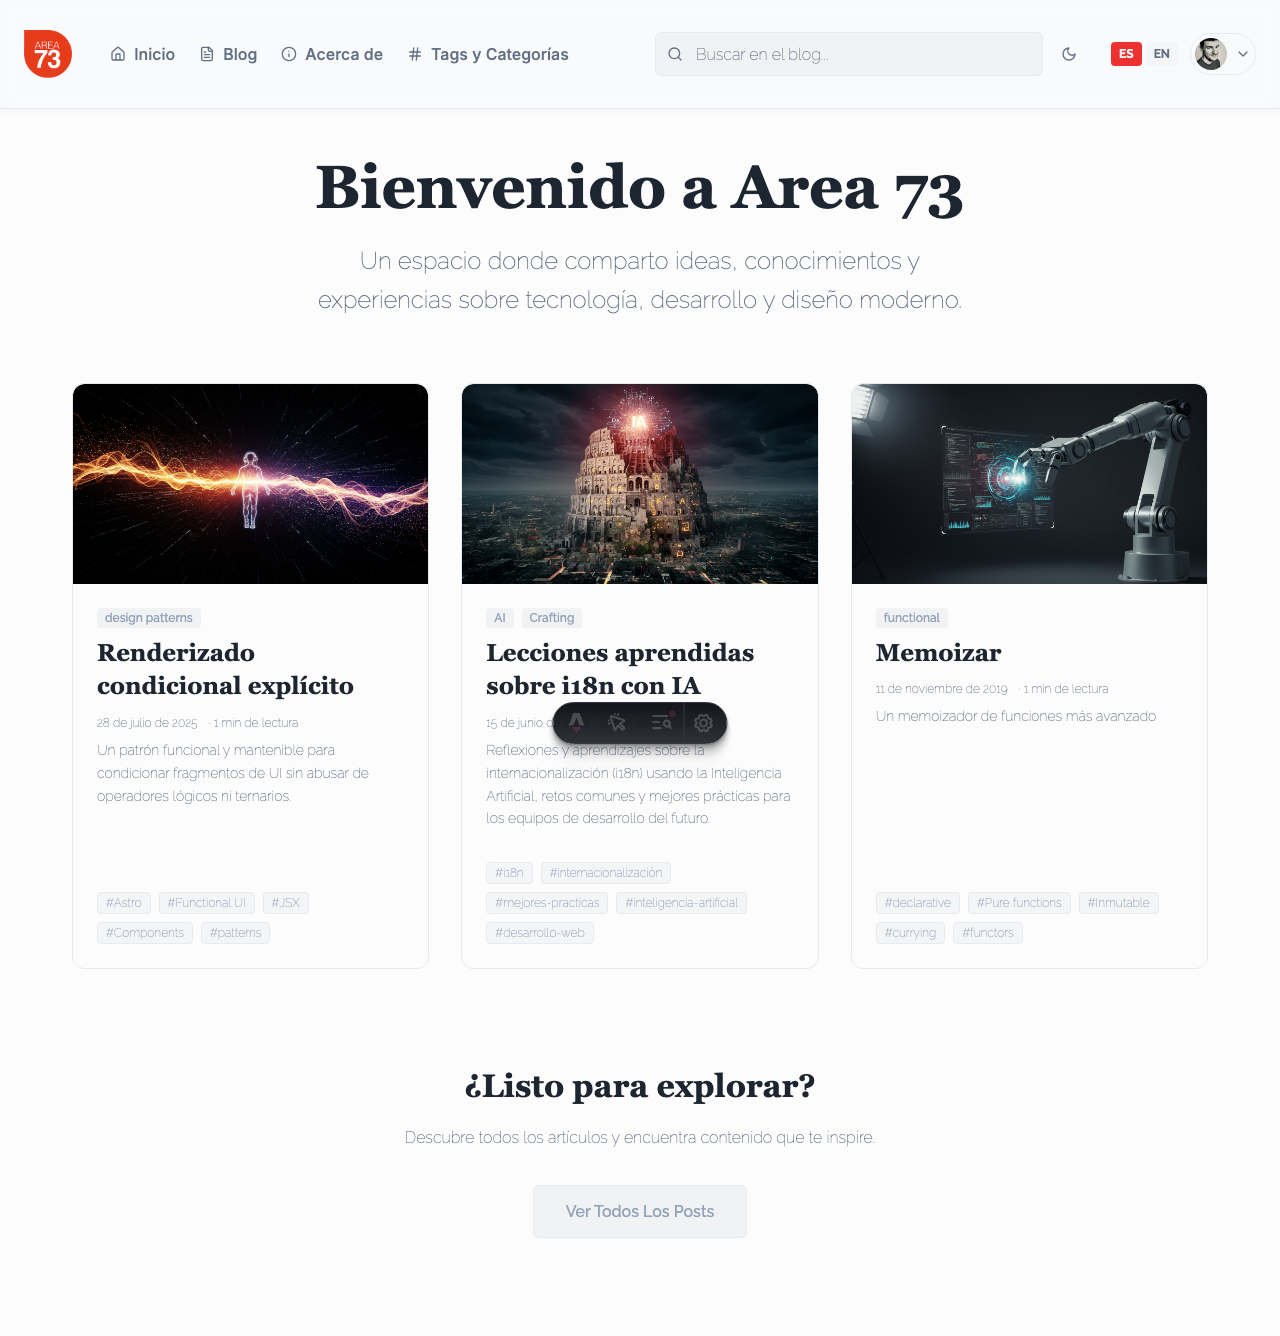 AREA
73
Inicio
Blog
Acerca de
Tags y Categorías
Buscar en el blog...
ES
EN
Bienvenido a Area 73
Un espacio donde comparto ideas, conocimientos y
experiencias sobre tecnología, desarrollo y diseño moderno.
IA
design patterns
Renderizado
condicional explícito
28 de julio de 2025 · 1 min de lectura
Un patrón funcional y mantenible para
condicionar fragmentos de UI sin abusar de
operadores lógicos ni ternarios.
#Astro #Functional UI #JSX
#Components #patterns
AI Crafting
Lecciones aprendidas
sobre i18n con IA
15 de junio
Reflexiones y aprendizajes sobre la
internacionalización (i18n) usando la Inteligencia
Artificial, retos comunes y mejores prácticas para
los equipos de desarrollo del futuro.
#i18n #internacionalización
#mejores-practicas #inteligencia-artificial
#desarrollo-web
functional
Memoizar
11 de noviembre de 2019 · 1 min de lectura
Un memoizador de funciones más avanzado
#declarative #Pure functions #Inmutable
#currying #functors
¿Listo para explorar?
Descubre todos los artículos y encuentra contenido que te inspire.
Ver Todos Los Posts